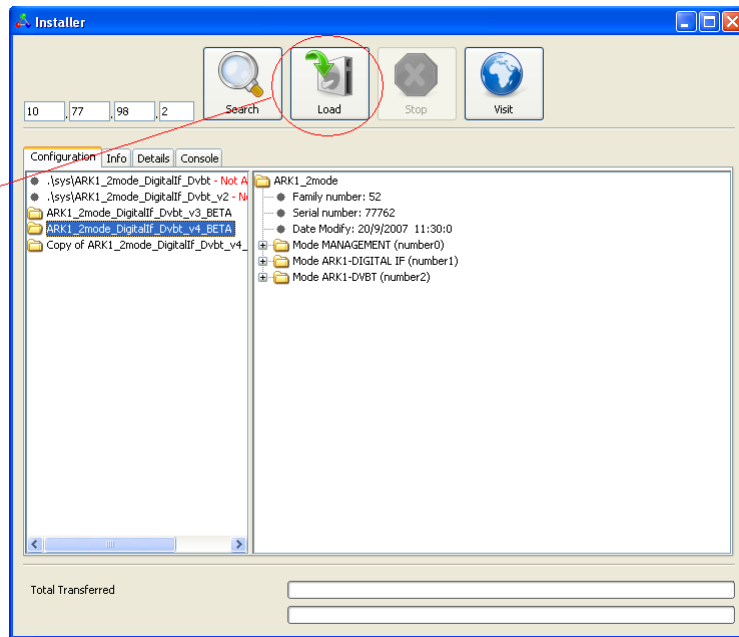 Installer
10 .77 .98 .2
Search
Load
Stop
Visit
Configuration Info Details Console
.\sys\ARK1_2mode_DigitalIf_Dvbt - Not A
.\sys\ARK1_2mode_DigitalIf_Dvbt_v2 - N
ARK1_2mode_DigitalIf_Dvbt_v3_BETA
ARK1_2mode_DigitalIf_Dvbt_v4_BETA
Copy of ARK1_2mode_DigitalIf_Dvbt_v4_
ARK1_2mode
Family number: 52
Serial number: 77762
Date Modify: 20/9/2007 11:30:0
Mode MANAGEMENT (number0)
Mode ARK1-DIGITAL IF (number1)
Mode ARK1-DVBT (number2)
Total Transferred